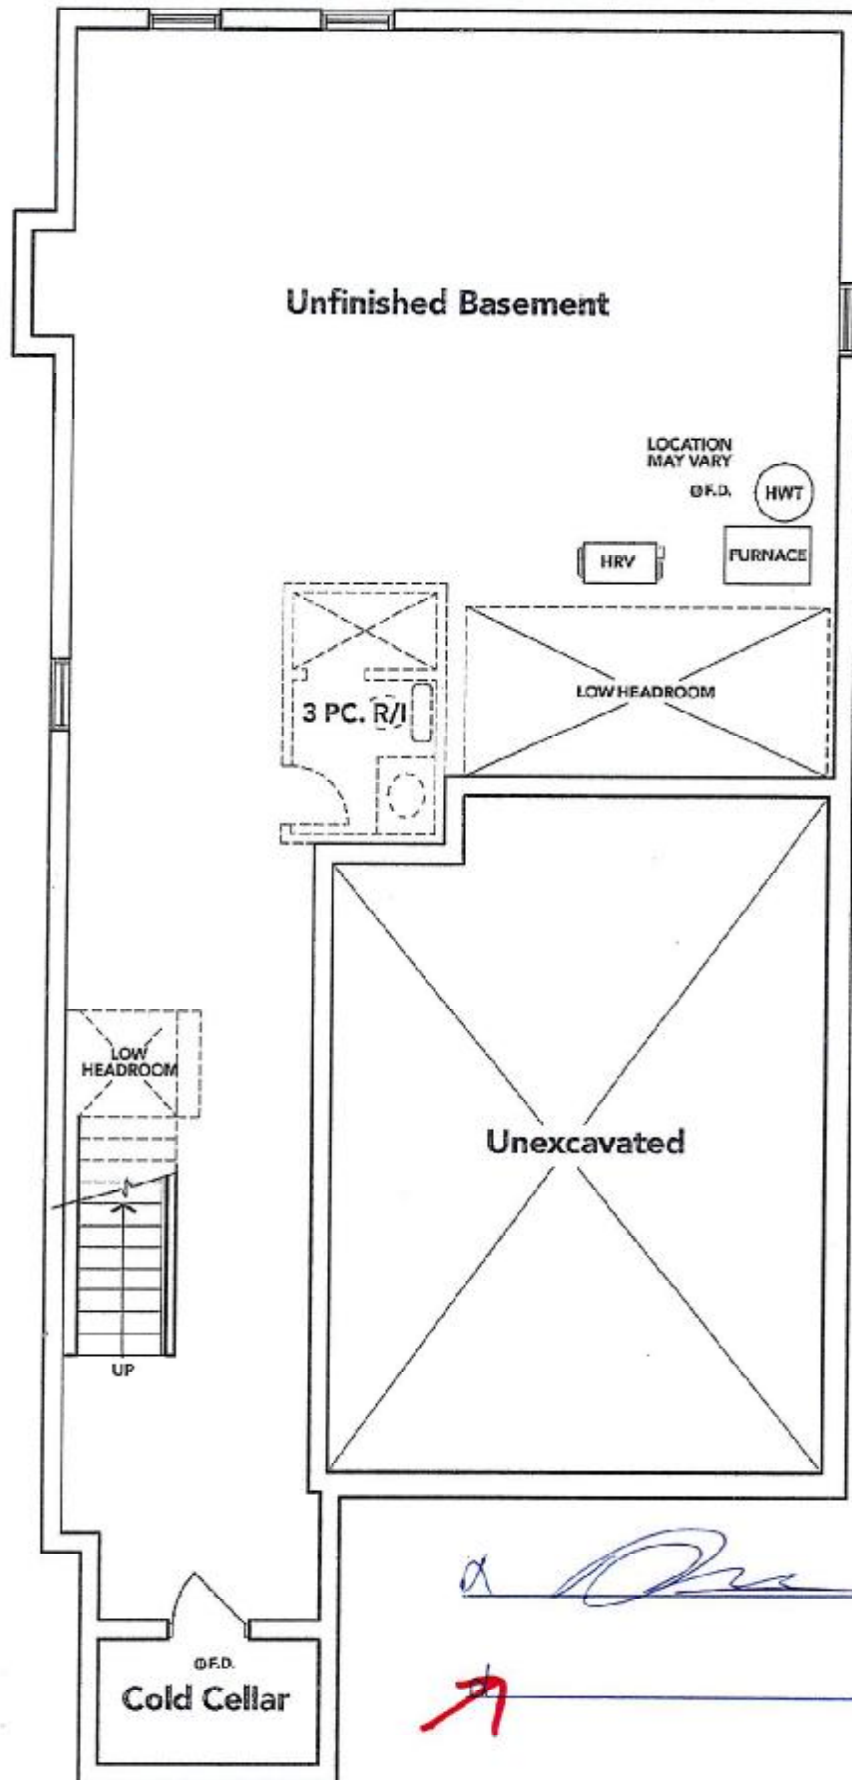 Unfinished Basement
LOCATION
MAY VARY
F.D.
HWT
HRV
FURNACE
3 PC. R/I
LOW HEADROOM
LOW
HEADROOM
Unexcavated
UP
F.D.
Cold Cellar